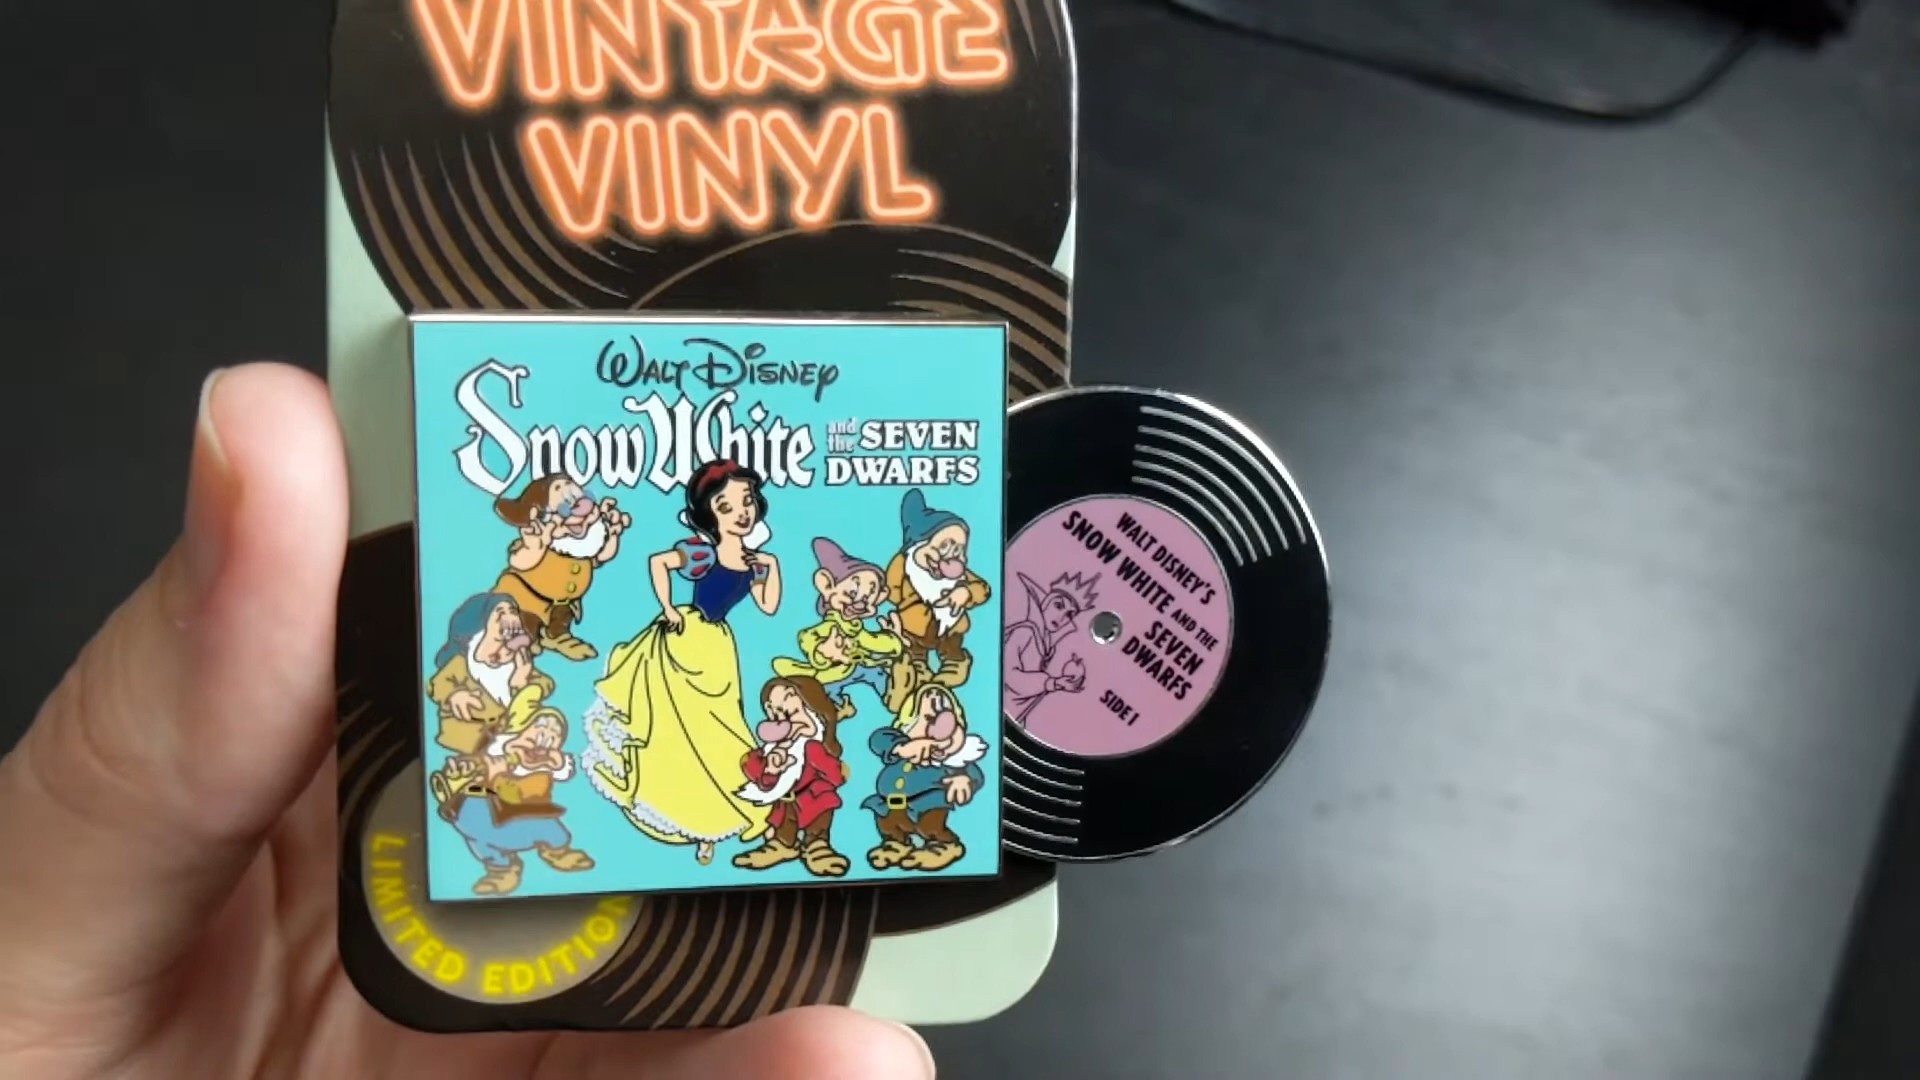 VINTAGE
VINYL
WALT DISNEY
Snow White and the SEVEN
DWARFS
WALT DISNEY'S
SNOW WHITE AND THE
SEVEN
DWARFS
SIDE 1
LIMITED EDITION